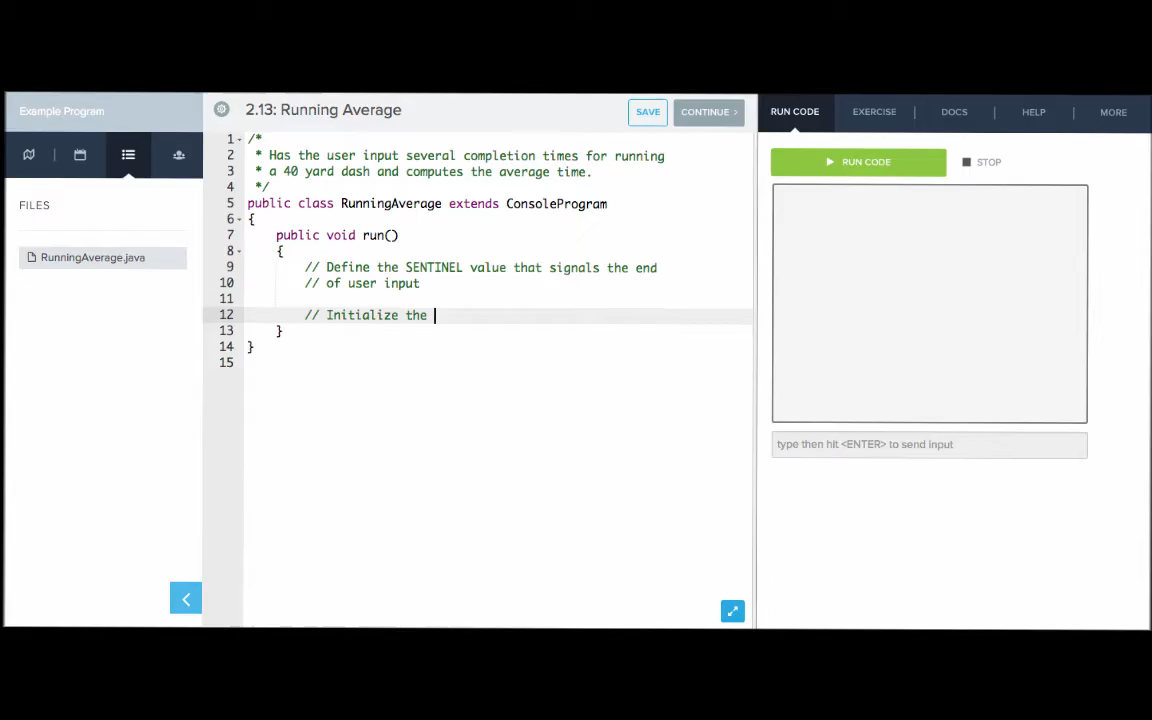 Example Program
FILES
RunningAverage.java
2.13: Running Average
SAVE
CONTINUE >
1 /*
2 * Has the user input several completion times for running
3 * a 40 yard dash and computes the average time.
4 */
5 public class RunningAverage extends ConsoleProgram
6 {
7 public void run()
8 {
9 // Define the SENTINEL value that signals the end
10 // of user input
11
12 // Initialize the
13 }
14 }
15
RUN CODE
EXERCISE
DOCS
HELP
MORE
RUN CODE
STOP
type then hit <ENTER> to send input